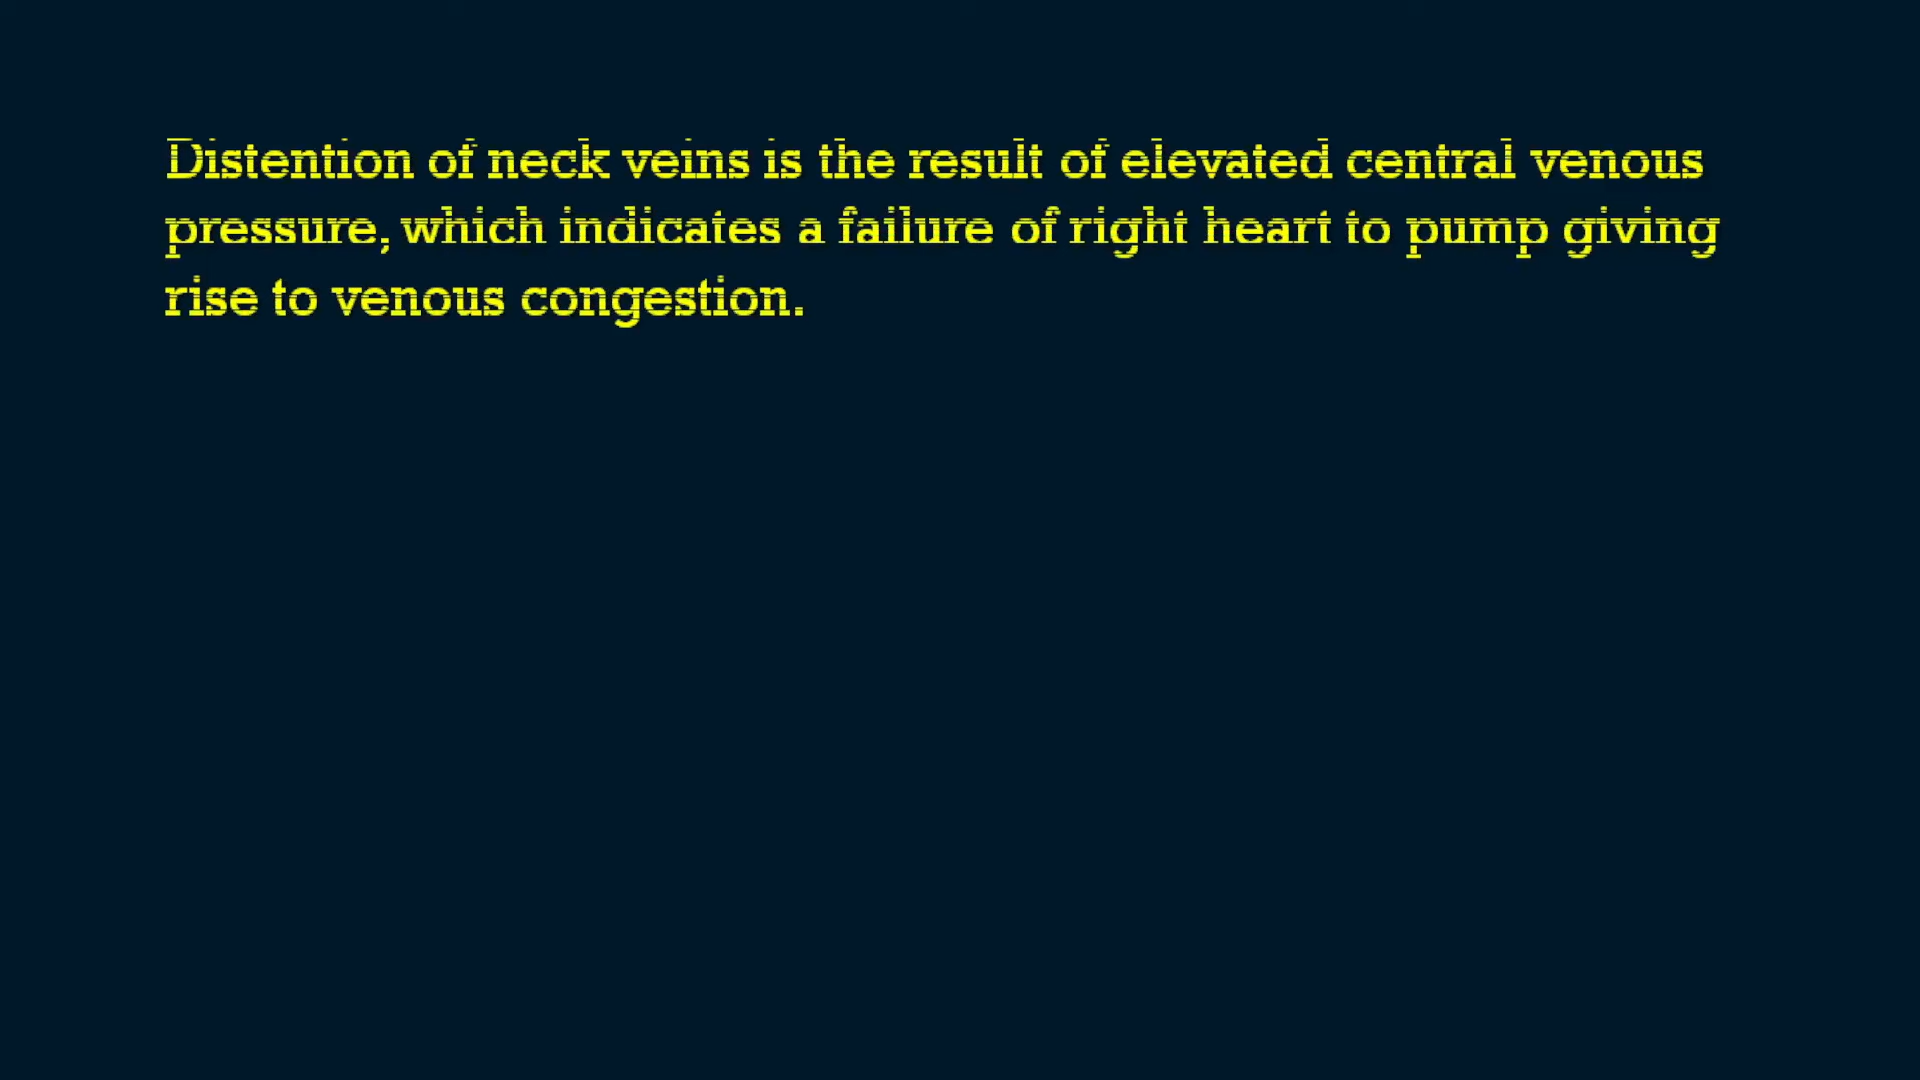 Distention of neck veins is the result of elevated central venous
pressure, which indicates a failure of right heart to pump giving
rise to venous congestion.